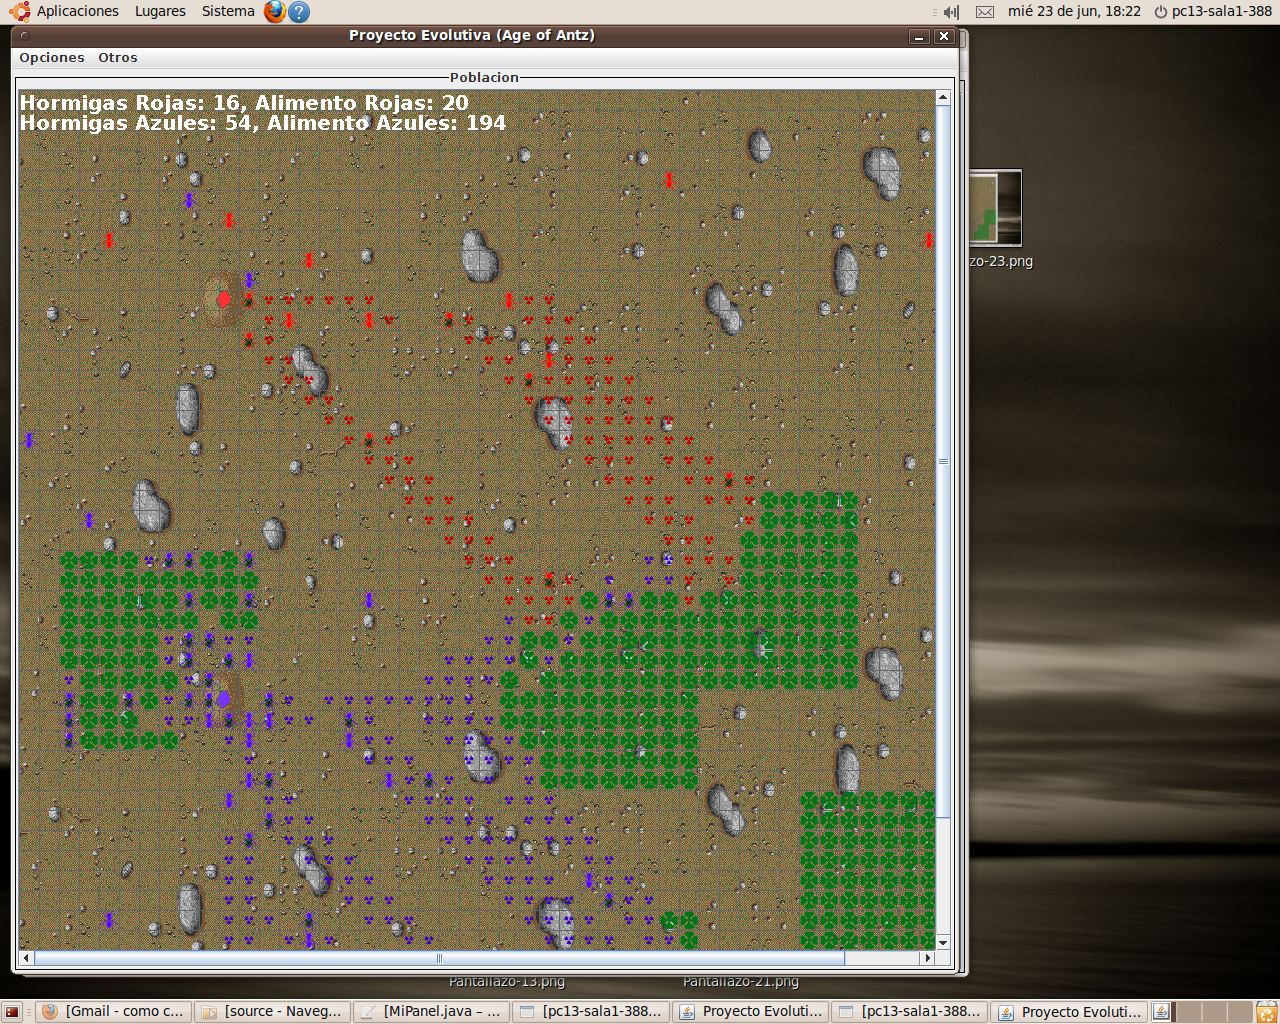 Aplicaciones Lugares Sistema
mié 23 de jun, 18:22 pc13-sala1-388
Proyecto Evolutiva (Age of Antz)
Opciones Otros
Poblacion
Hormigas Rojas: 16, Alimento Rojas: 20
Hormigas Azules: 54, Alimento Azules: 194
zo-23.png
Pantallazo-13.png Pantallazo-21.png
[Gmail - como c... [source - Naveg... [MiPanel.java – ... [pc13-sala1-388... Proyecto Evoluti... [pc13-sala1-388... Proyecto Evoluti...